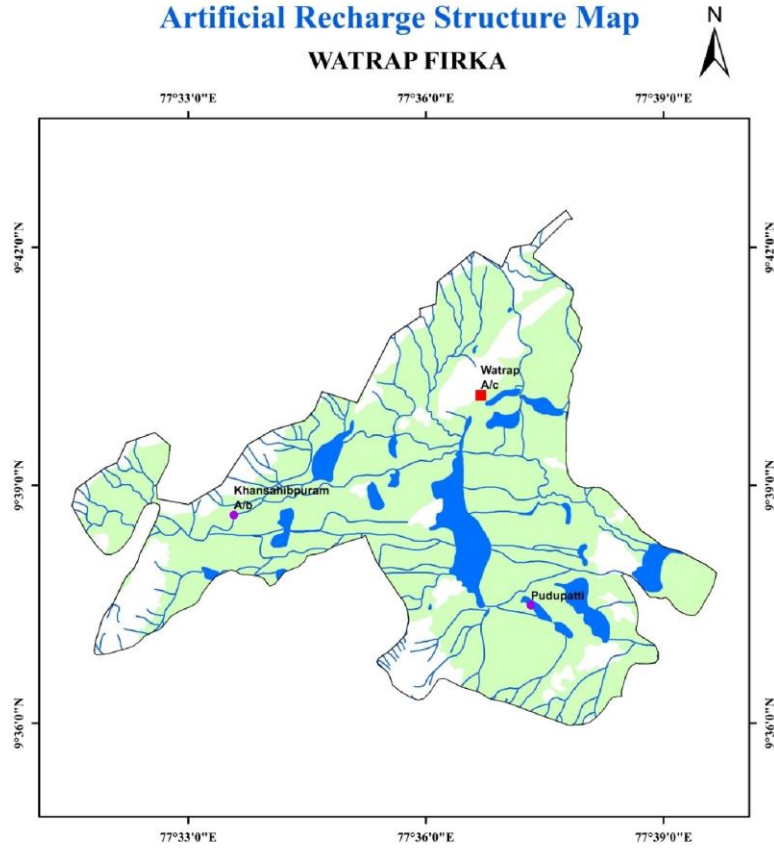 Artificial Recharge Structure Map
N
WATRAP FIRKA
77°33'0"E
77°36'0"E
77°39'0"E
9°42'0"N
9°42'0"N
Watrap
A/c
9°39'0"N
9°39'0"N
Khansahibpuram
A/b
Pudupatti
9°36'0"N
9°36'0"N
77°33'0"E
77°36'0"E
77°39'0"E